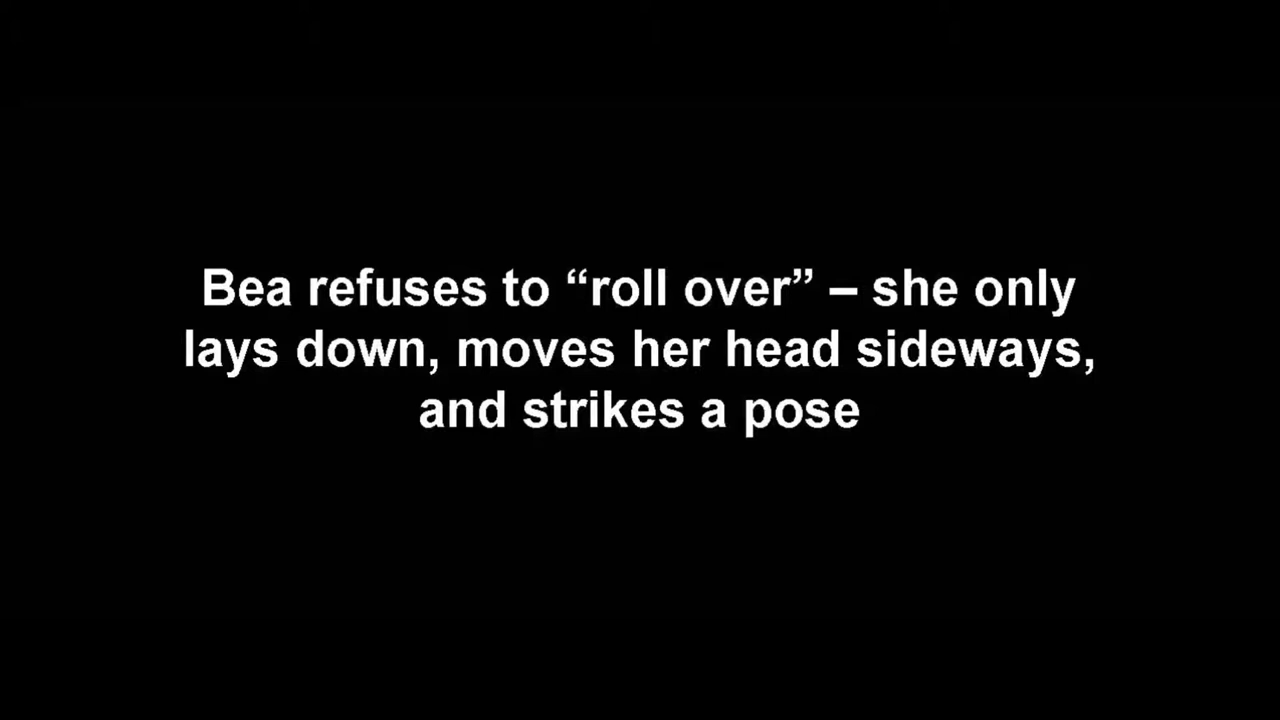 Bea refuses to “roll over” – she only
lays down, moves her head sideways,
and strikes a pose